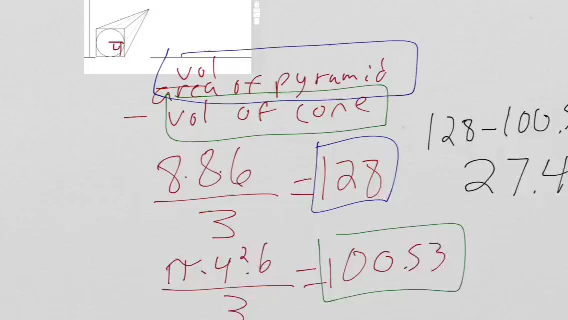 4
vol
area of pyramid
- vol of cone
128-100.5
27.4
8.86
3
=128
π.4².6
3
=100.53